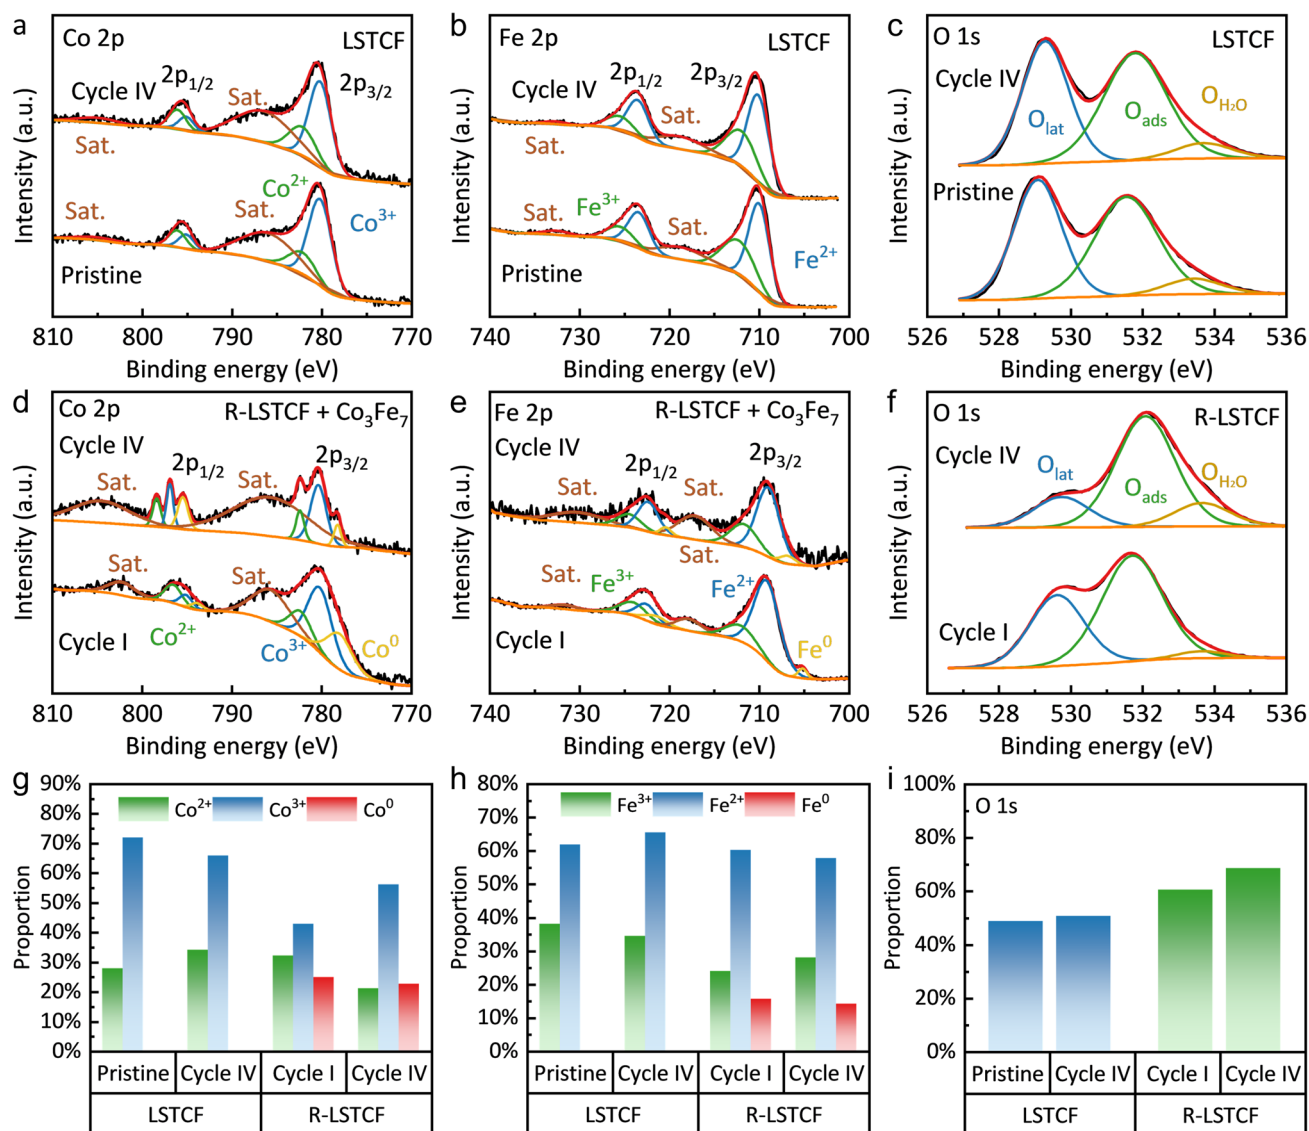 a
Co 2p
LSTCF
Cycle IV
2p1/2
Sat.
2p3/2
Sat.
Co2+
Sat.
Sat.
Co3+
Pristine
810 800 790 780 770
Binding energy (eV)
Intensity (a.u.)
b
Fe 2p
LSTCF
2p1/2
2p3/2
Cycle IV
Sat.
Sat.
Sat.
Fe3+
Sat.
Fe2+
Pristine
740 730 720 710 700
Binding energy (eV)
Intensity (a.u.)
c
O 1s
LSTCF
Cycle IV
Olat
Oads
OH2O
Pristine
526 528 530 532 534 536
Binding energy (eV)
Intensity (a.u.)
d
Co 2p
R-LSTCF + Co3Fe7
Cycle IV
2p1/2
2p3/2
Sat.
Sat.
Sat.
Sat.
Co2+
Co3+
Co0
Cycle I
810 800 790 780 770
Binding energy (eV)
Intensity (a.u.)
e
Fe 2p
R-LSTCF + Co3Fe7
Cycle IV
2p1/2
2p3/2
Sat.
Sat.
Sat.
Sat.
Fe3+
Fe2+
Fe0
Cycle I
740 730 720 710 700
Binding energy (eV)
Intensity (a.u.)
f
O 1s
R-LSTCF
Cycle IV
Olat
Oads
OH2O
Cycle I
526 528 530 532 534 536
Binding energy (eV)
Intensity (a.u.)
g
90%
80%
70%
60%
50%
40%
30%
20%
10%
0%
Proportion
Co2+ Co3+ Co0
Pristine Cycle IV Cycle I Cycle IV
LSTCF R-LSTCF
h
80%
70%
60%
50%
40%
30%
20%
10%
0%
Proportion
Fe3+ Fe2+ Fe0
Pristine Cycle IV Cycle I Cycle IV
LSTCF R-LSTCF
i
100%
80%
60%
40%
20%
0%
Proportion
O 1s
Pristine Cycle IV Cycle I Cycle IV
LSTCF R-LSTCF